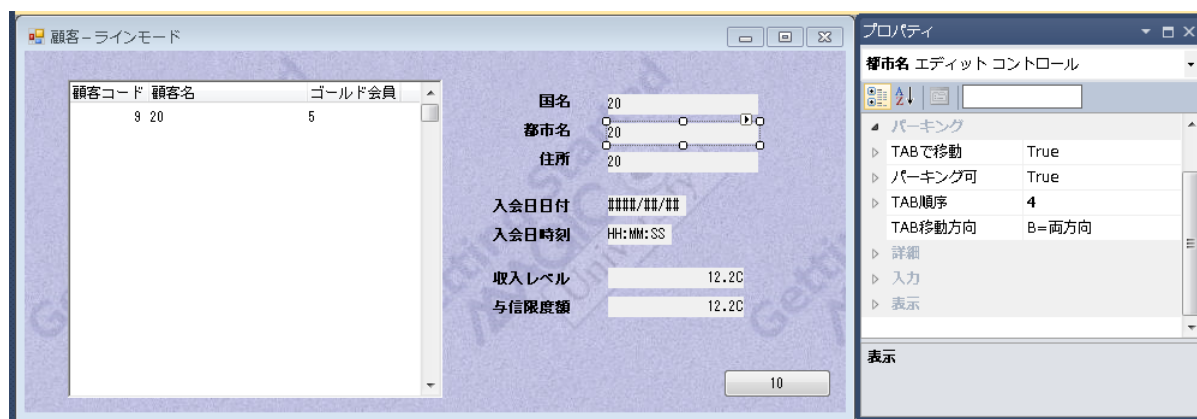 顧客－ラインモード
顧客コード 顧客名 ゴールド会員
9 20 5
国名 20
都市名 20
住所 20
入会日日付 ####/##/##
入会日時刻 HH:MM:SS
収入レベル 12.2C
与信限度額 12.2C
10
プロパティ
都市名 エディット コントロール
パーキング
TABで移動 True
パーキング可 True
TAB順序 4
TAB移動方向 B=両方向
詳細
入力
表示
表示